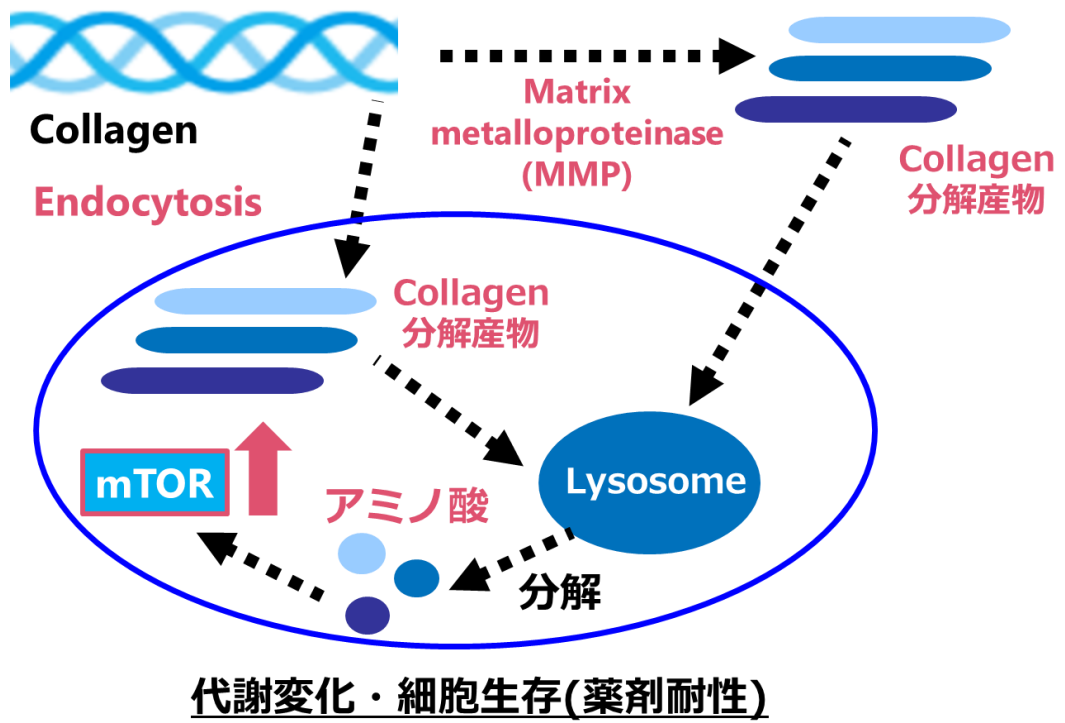 Collagen
Matrix
metalloproteinase
(MMP)
Collagen
分解産物
Endocytosis
Collagen
分解産物
Lysosome
mTOR
アミノ酸
分解
代謝変化・細胞生存(薬剤耐性)